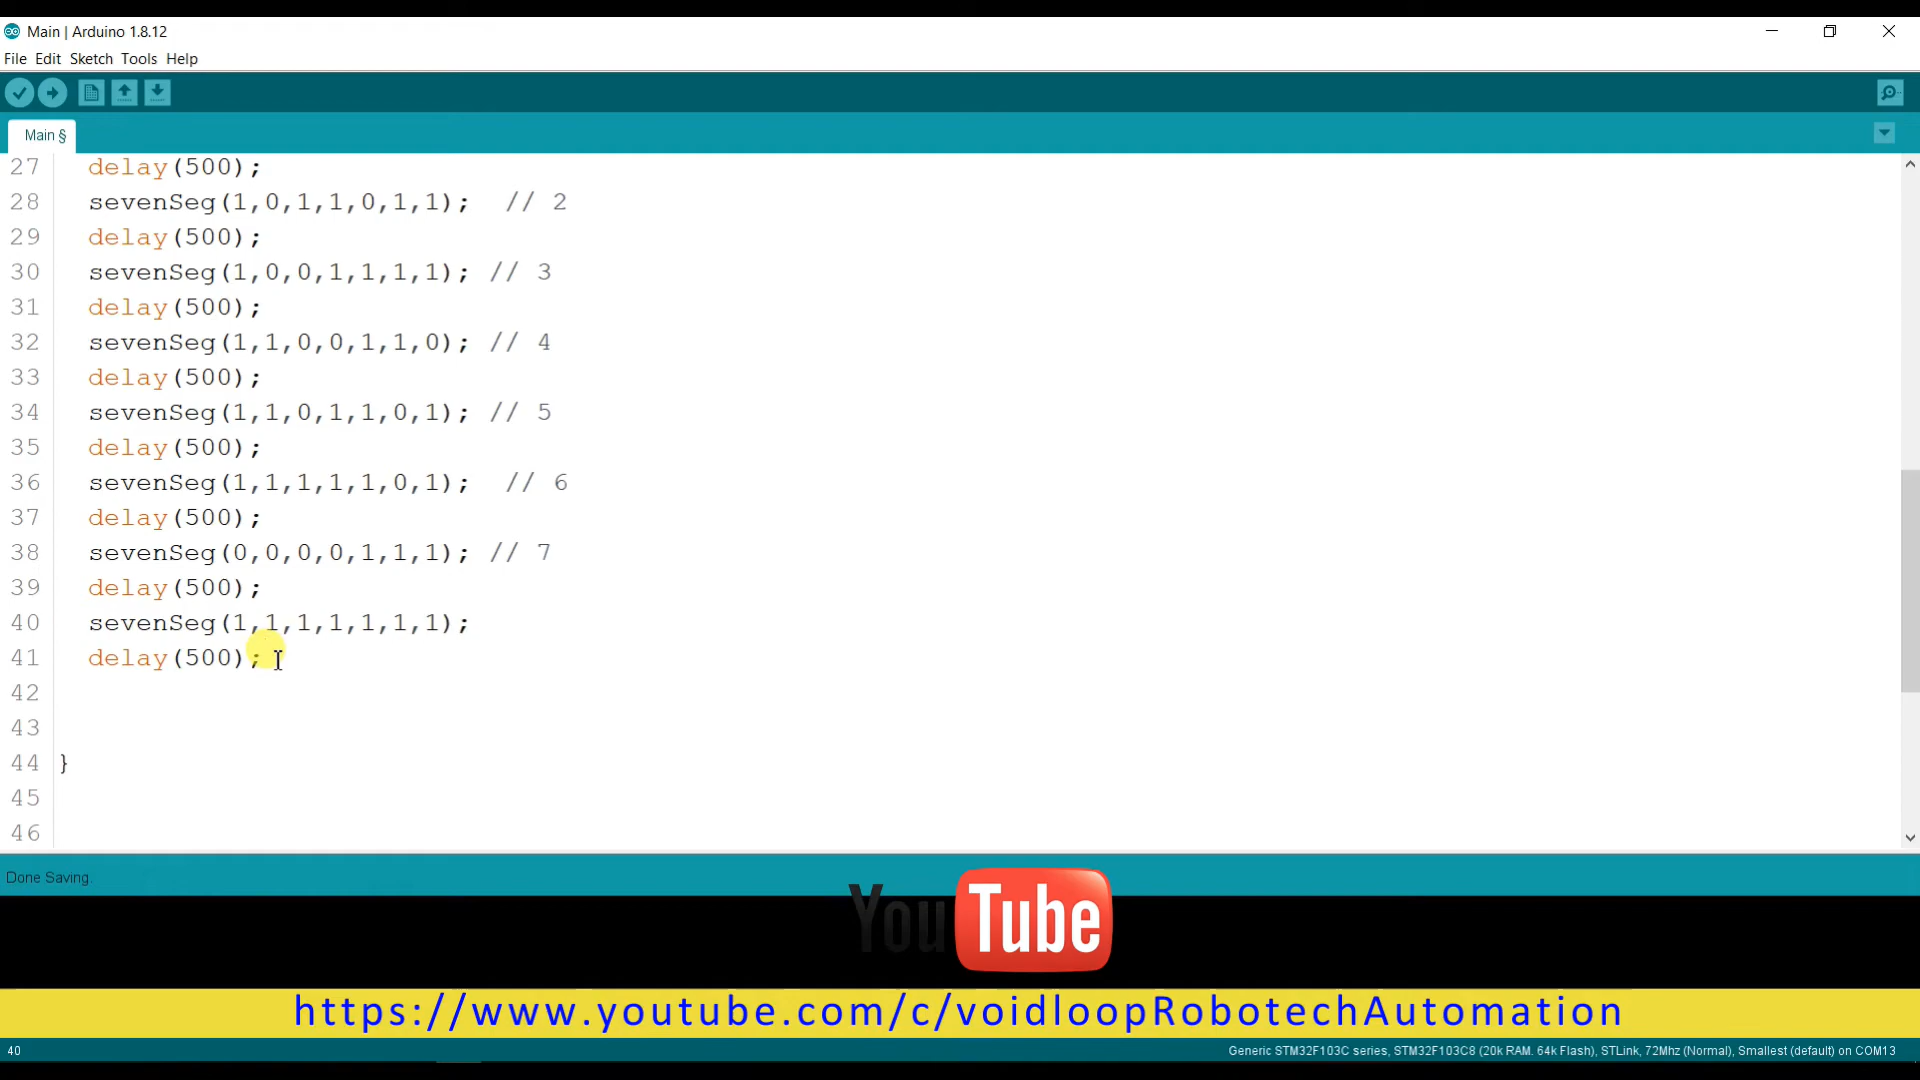 Main | Arduino 1.8.12
File Edit Sketch Tools Help
Main §
27 delay(500);
28 sevenSeg(1,0,1,1,0,1,1); // 2
29 delay(500);
30 sevenSeg(1,0,0,1,1,1,1); // 3
31 delay(500);
32 sevenSeg(1,1,0,0,1,1,0); // 4
33 delay(500);
34 sevenSeg(1,1,0,1,1,0,1); // 5
35 delay(500);
36 sevenSeg(1,1,1,1,1,0,1); // 6
37 delay(500);
38 sevenSeg(0,0,0,0,1,1,1); // 7
39 delay(500);
40 sevenSeg(1,1,1,1,1,1,1);
41 delay(500);
42
43
44 }
45
46
Done Saving.
YouTube
https://www.youtube.com/c/voidloopRobotechAutomation
40 Generic STM32F103C series, STM32F103C8 (20k RAM. 64k Flash), STLink, 72Mhz (Normal), Smallest (default) on COM13